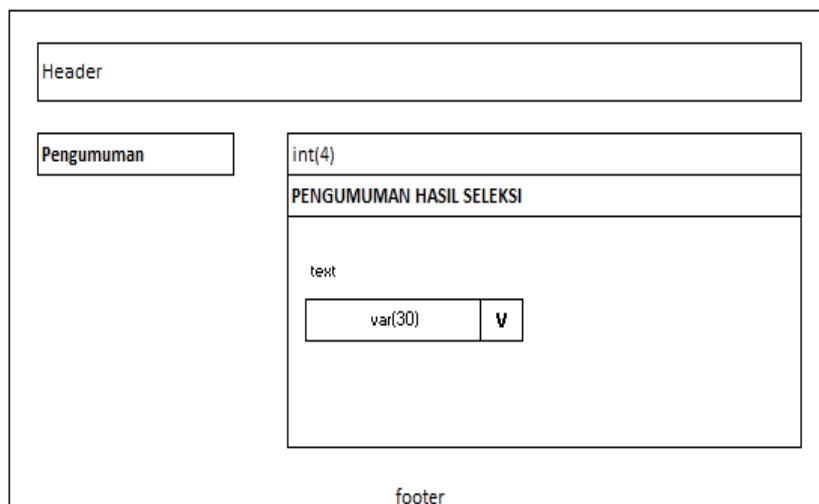 Header
Pengumuman
int(4)
PENGUMUMAN HASIL SELEKSI
text
var(30) V
footer